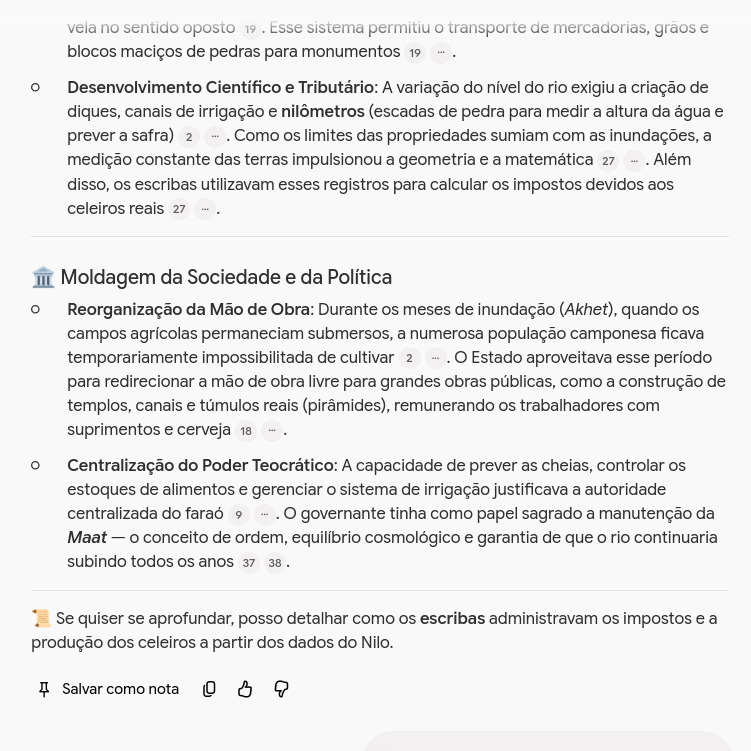 vela no sentido oposto 19 . Esse sistema permitiu o transporte de mercadorias, grãos e
blocos maciços de pedras para monumentos 19 ... .
Desenvolvimento Científico e Tributário: A variação do nível do rio exigiu a criação de
diques, canais de irrigação e nilômetros (escadas de pedra para medir a altura da água e
prever a safra) 2 ... . Como os limites das propriedades sumiam com as inundações, a
medição constante das terras impulsionou a geometria e a matemática 27 ... . Além
disso, os escribas utilizavam esses registros para calcular os impostos devidos aos
celeiros reais 27 ... .
🏛️ Moldagem da Sociedade e da Política
Reorganização da Mão de Obra: Durante os meses de inundação (Akhet), quando os
campos agrícolas permaneciam submersos, a numerosa população camponesa ficava
temporariamente impossibilitada de cultivar 2 ... . O Estado aproveitava esse período
para redirecionar a mão de obra livre para grandes obras públicas, como a construção de
templos, canais e túmulos reais (pirâmides), remunerando os trabalhadores com
suprimentos e cerveja 18 ... .
Centralização do Poder Teocrático: A capacidade de prever as cheias, controlar os
estoques de alimentos e gerenciar o sistema de irrigação justificava a autoridade
centralizada do faraó 9 ... . O governante tinha como papel sagrado a manutenção da
Maat — o conceito de ordem, equilíbrio cosmológico e garantia de que o rio continuaria
subindo todos os anos 37 38 .
📜 Se quiser se aprofundar, posso detalhar como os escribas administravam os impostos e a
produção dos celeiros a partir dos dados do Nilo.
Salvar como nota